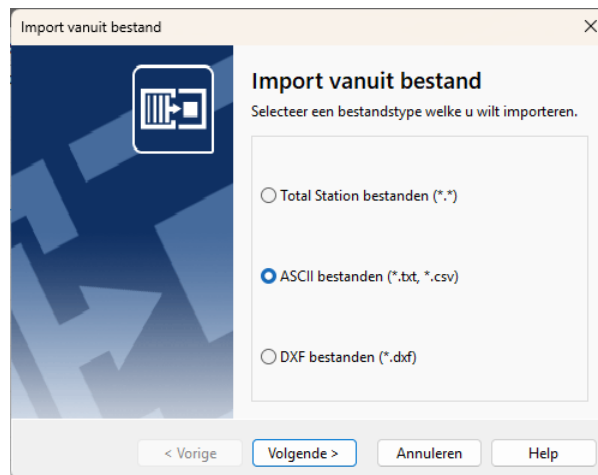 Import vanuit bestand
Import vanuit bestand
Selecteer een bestandstype welke u wilt importeren.
Total Station bestanden (*.*)
ASCII bestanden (*.txt, *.csv)
DXF bestanden (*.dxf)
< Vorige
Volgende >
Annuleren
Help